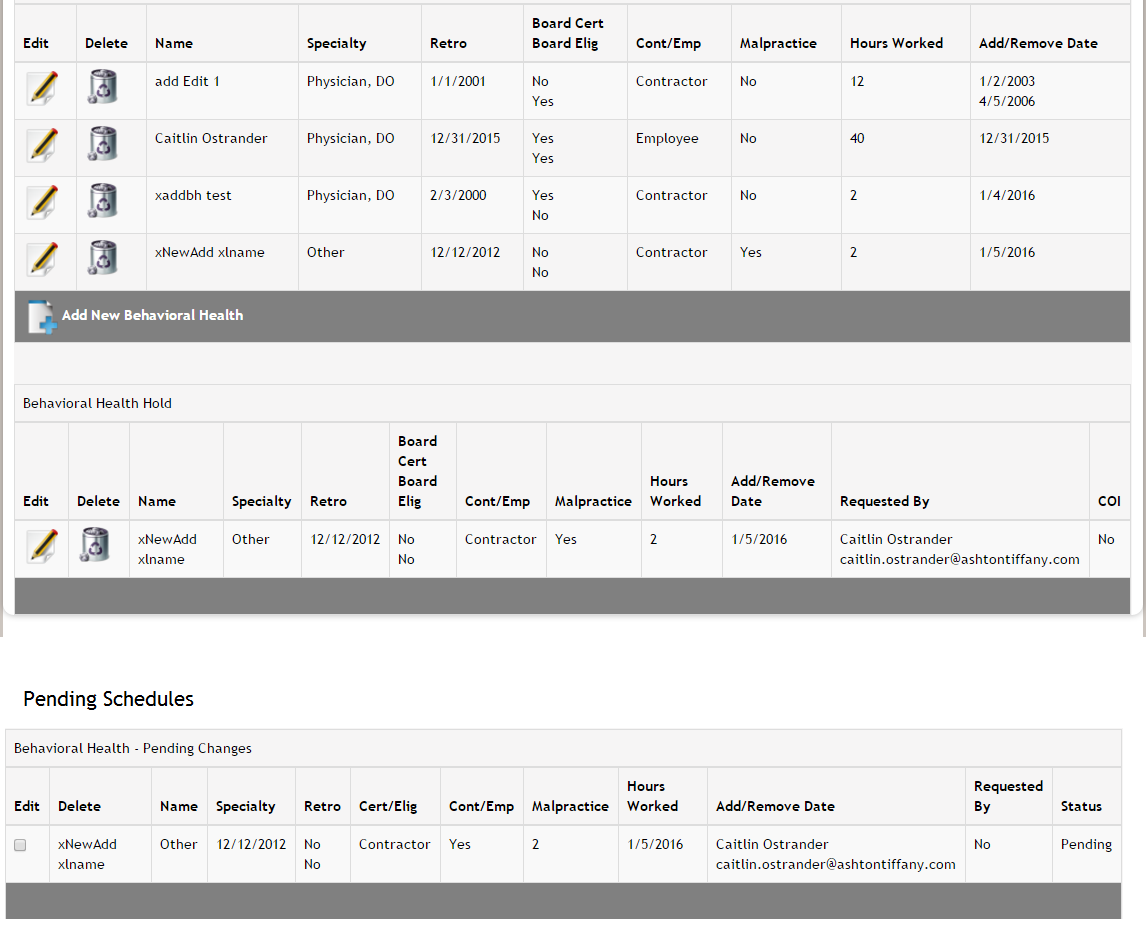 Edit Delete Name Specialty Retro Board Cert Board Elig Cont/Emp Malpractice Hours Worked Add/Remove Date
add Edit 1 Physician, DO 1/1/2001 No Yes Contractor No 12 1/2/2003 4/5/2006
Caitlin Ostrander Physician, DO 12/31/2015 Yes Yes Employee No 40 12/31/2015
xaddbh test Physician, DO 2/3/2000 Yes No Contractor No 2 1/4/2016
xNewAdd xlname Other 12/12/2012 No No Contractor Yes 2 1/5/2016
Add New Behavioral Health
Behavioral Health Hold
Edit Delete Name Specialty Retro Board Cert Board Elig Cont/Emp Malpractice Hours Worked Add/Remove Date Requested By COI
xNewAdd xlname Other 12/12/2012 No No Contractor Yes 2 1/5/2016 Caitlin Ostrander caitlin.ostrander@ashtontiffany.com No
Pending Schedules
Behavioral Health - Pending Changes
Edit Delete Name Specialty Retro Cert/Elig Cont/Emp Malpractice Hours Worked Add/Remove Date Requested By Status
xNewAdd xlname Other 12/12/2012 No No Contractor Yes 2 1/5/2016 Caitlin Ostrander caitlin.ostrander@ashtontiffany.com No Pending